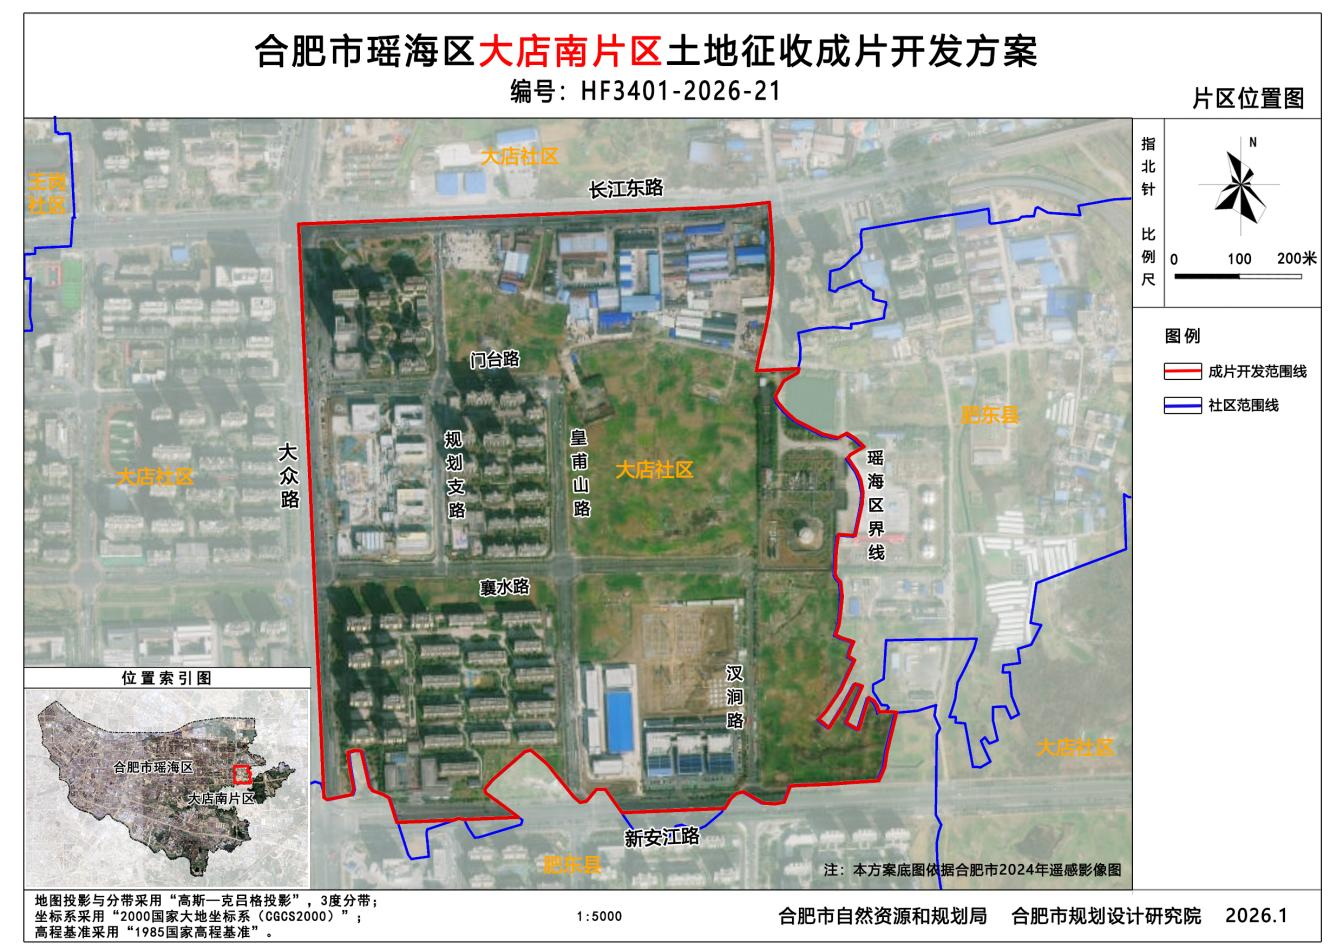 合肥市瑶海区大店南片区土地征收成片开发方案
编号：HF3401-2026-21
片区位置图
指北针
N
比例尺
0 100 200米
图例
成片开发范围线
社区范围线
王岗社区
大店社区
长江东路
门台路
大众路
规划支路
皇甫山路
大店社区
大店社区
肥东县
瑶海区界线
襄水路
汊涧路
大店社区
新安江路
肥东县
注：本方案底图依据合肥市2024年遥感影像图
位置索引图
合肥市瑶海区
大店南片区
地图投影与分带采用“高斯—克吕格投影”，3度分带；
坐标系采用“2000国家大地坐标系（CGCS2000）”；
高程基准采用“1985国家高程基准”。
1:5000
合肥市自然资源和规划局 合肥市规划设计研究院 2026.1